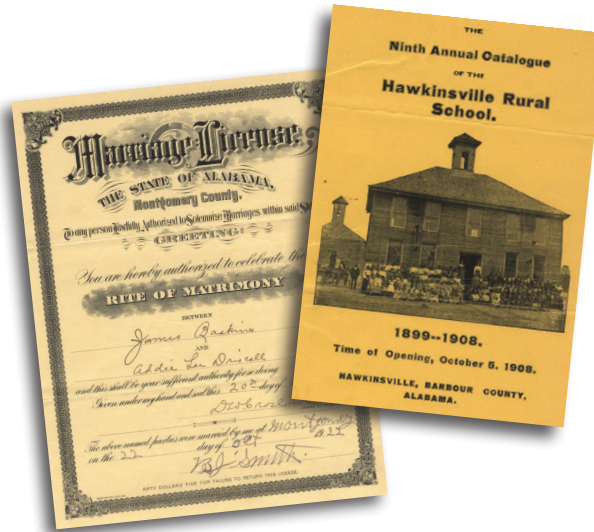 Marriage License.
THE STATE OF ALABAMA,
Montgomery County,
To any person Lawfully Authorized to Solemnize Marriages within said
GREETING:
You are hereby authorized to celebrate the
RITE OF MATRIMONY
BETWEEN
James Baskins
AND
Addie Lee Driscoll
and this shall be your sufficient authority for so doing
Given under my hand and seal this 20th day of
The above named parties were married by me at Montgomery
on the 22 day of Oct 1922
Smith
FIFTY DOLLARS FINE FOR FAILING TO RETURN THIS LICENSE.
THE
Ninth Annual Catalogue
OF THE
Hawkinsville Rural
School.
1899--1908.
Time of Opening, October 5, 1908.
HAWKINSVILLE, BARBOUR COUNTY,
ALABAMA.